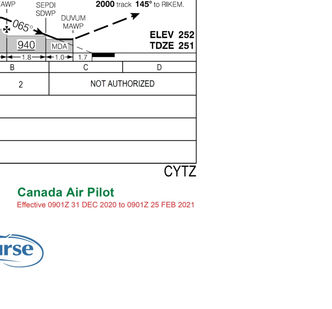 AWP
SEPDI
SDWP
DUVUM
MAWP
2000 track 145° to RIKEM.
065°
940
MDA
1.8
1.0
1.7
ELEV 252
TDZE 251
B C D
2 NOT AUTHORIZED
CYTZ
Canada Air Pilot
Effective 0901Z 31 DEC 2020 to 0901Z 25 FEB 2021
urse